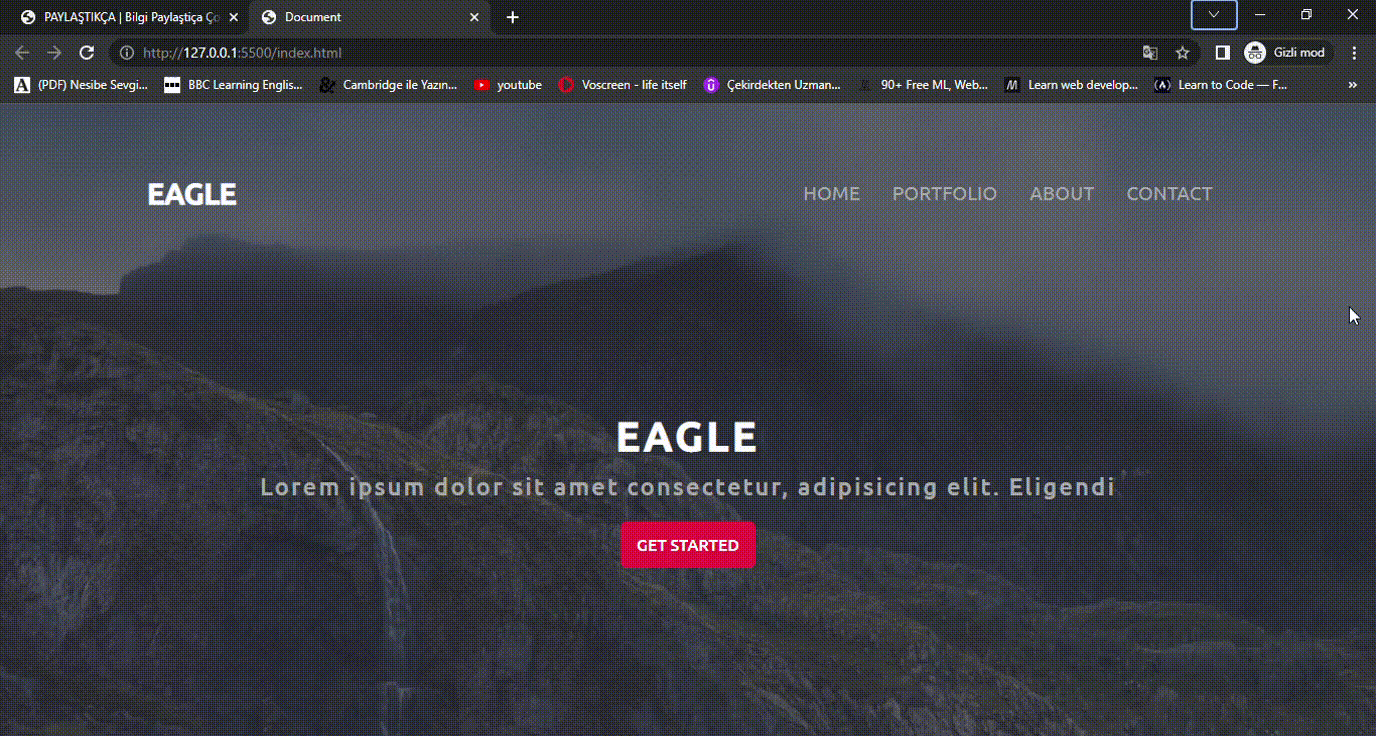 PAYLAŞTIKÇA | Bilgi Paylaştıça Ço
Document
http://127.0.0.1:5500/index.html
Gizli mod
(PDF) Nesibe Sevgi...
BBC Learning Englis...
Cambridge ile Yazın...
youtube
Voscreen - life itself
Çekirdekten Uzman...
90+ Free ML, Web...
Learn web develop...
Learn to Code — F...
EAGLE
HOME PORTFOLIO ABOUT CONTACT
EAGLE
Lorem ipsum dolor sit amet consectetur, adipisicing elit. Eligendi
GET STARTED